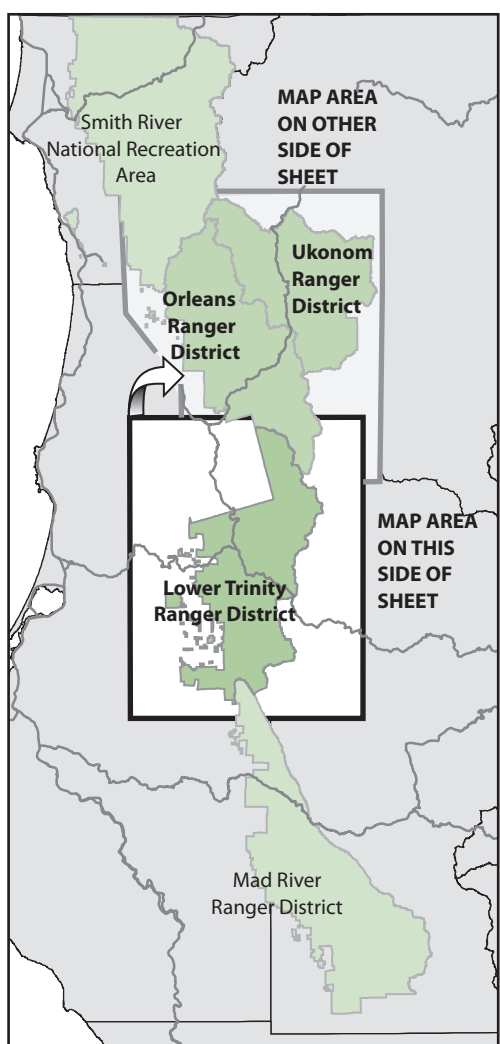 Smith River
National Recreation
Area
MAP AREA
ON OTHER
SIDE OF
SHEET
Ukonom
Ranger
District
Orleans
Ranger
District
MAP AREA
ON THIS
SIDE OF
SHEET
Lower Trinity
Ranger District
Mad River
Ranger District